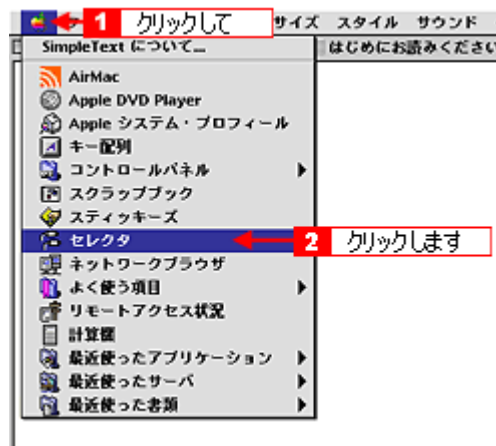 1 クリックして サイズ スタイル サウンド
SimpleText について... はじめにお読みください
AirMac
Apple DVD Player
Apple システム・プロフィール
キー配列
コントロールパネル
スクラップブック
スティッキーズ
セレクタ 2 クリックします
ネットワークブラウザ
よく使う項目
リモートアクセス状況
計算機
最近使ったアプリケーション
最近使ったサーバ
最近使った書類